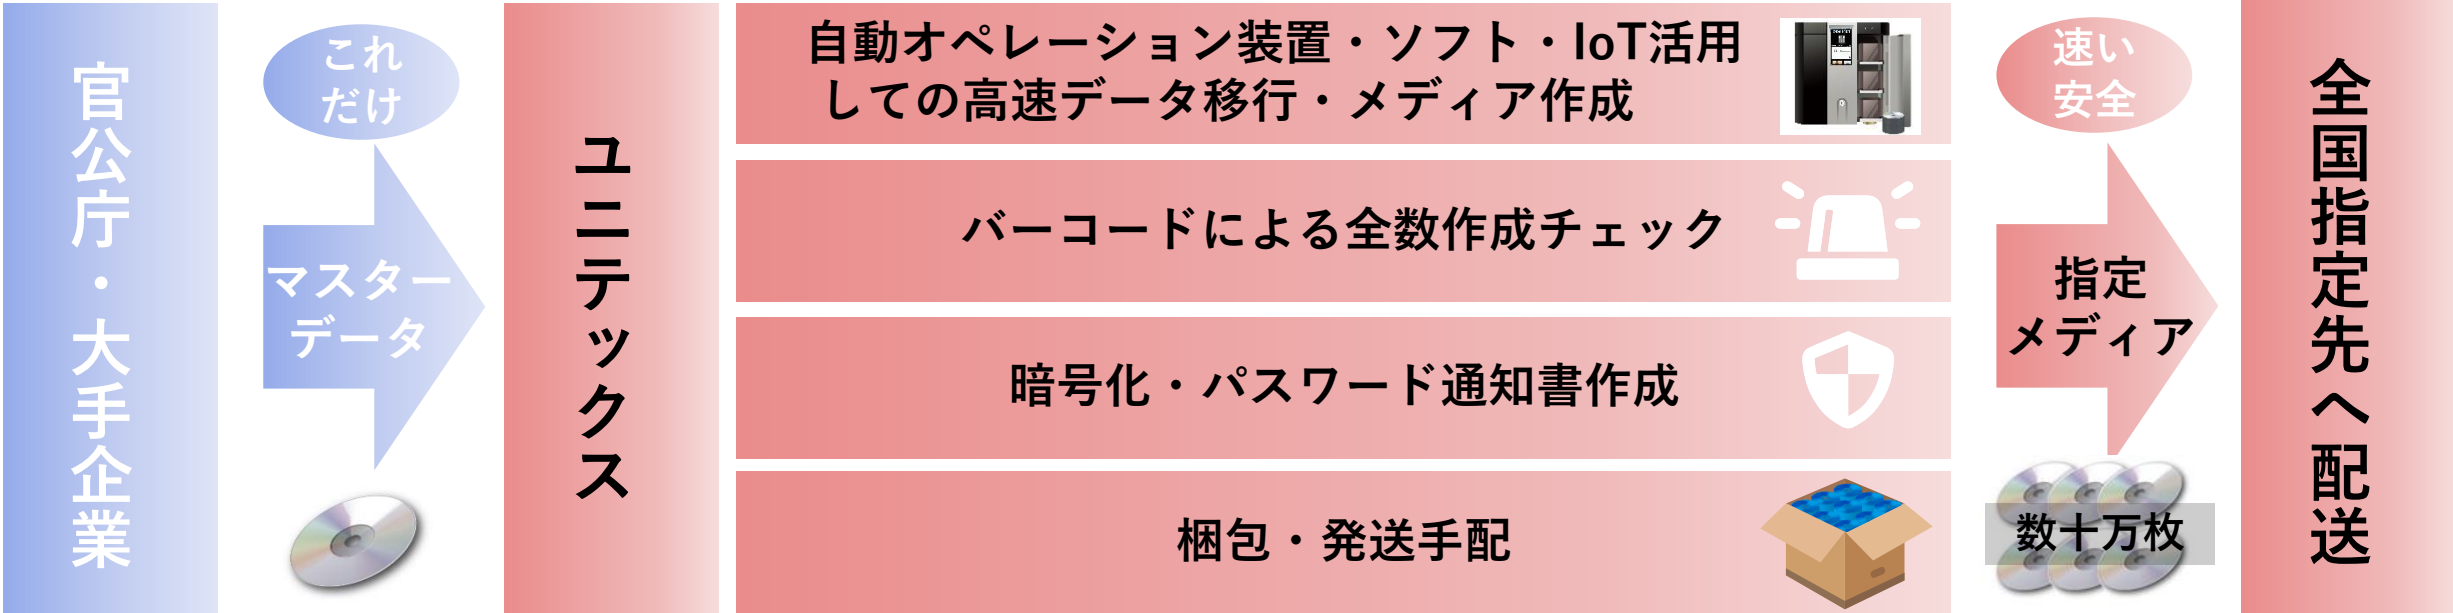 官公庁・大手企業
これ
だけ
マスター
データ
ユニテックス
自動オペレーション装置・ソフト・IoT活用
しての高速データ移行・メディア作成
バーコードによる全数作成チェック
暗号化・パスワード通知書作成
梱包・発送手配
速い
安全
指定
メディア
数十万枚
全国指定先へ配送